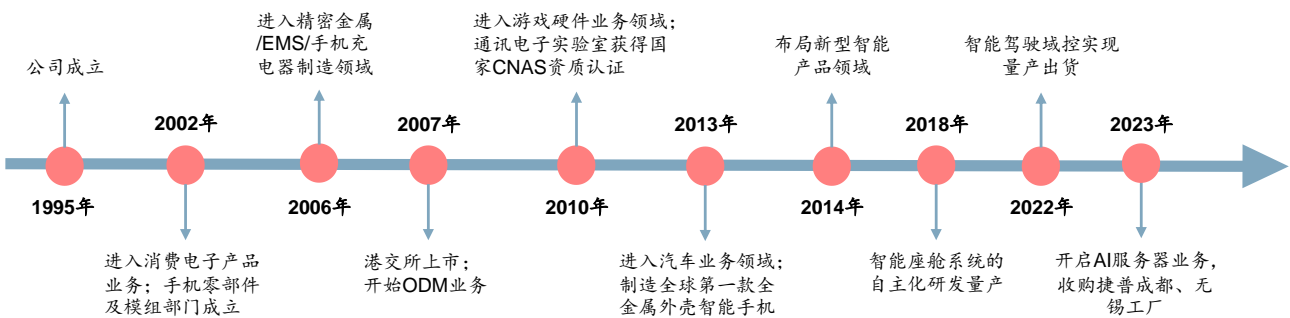 公司成立
1995年
2002年
进入消费电子产品
业务；手机零部件
及模组部门成立
进入精密金属
/EMS/手机充
电器制造领域
2006年
2007年
港交所上市；
开始ODM业务
进入游戏硬件业务领域；
通讯电子实验室获得国
家CNAS资质认证
2010年
2013年
进入汽车业务领域；
制造全球第一款全
金属外壳智能手机
布局新型智能
产品领域
2014年
2018年
智能座舱系统的
自主化研发量产
智能驾驶域控实现
量产出货
2022年
2023年
开启AI服务器业务，
收购捷普成都、无
锡工厂